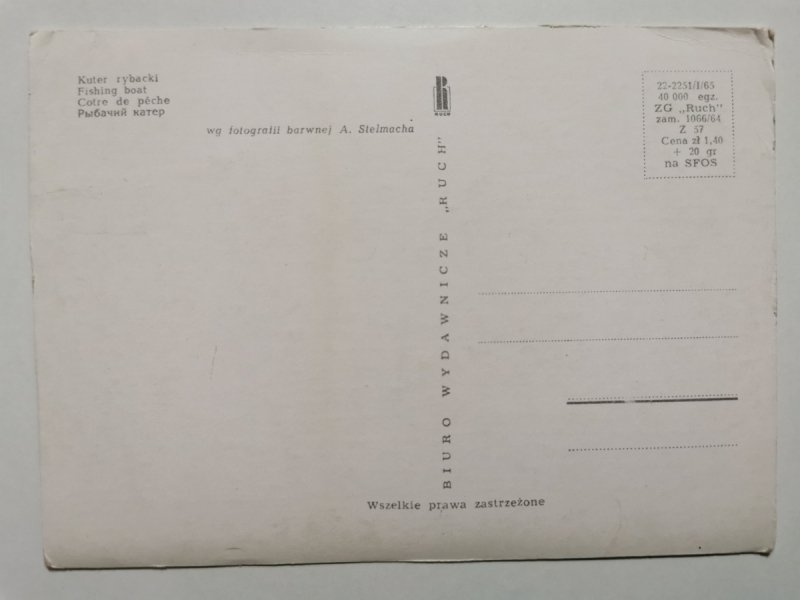 Kuter rybacki
Fishing boat
Cotre de pêche
Рыбачий катер
wg fotografii barwnej A. Stelmacha
RUCH
BIURO WYDAWNICZE „RUCH"
22-2251/I/65
40 000 egz.
ZG „Ruch"
zam. 1066/64
Z 57
Cena zł 1,40
+ 20 gr
na SFOS
Wszelkie prawa zastrzeżone